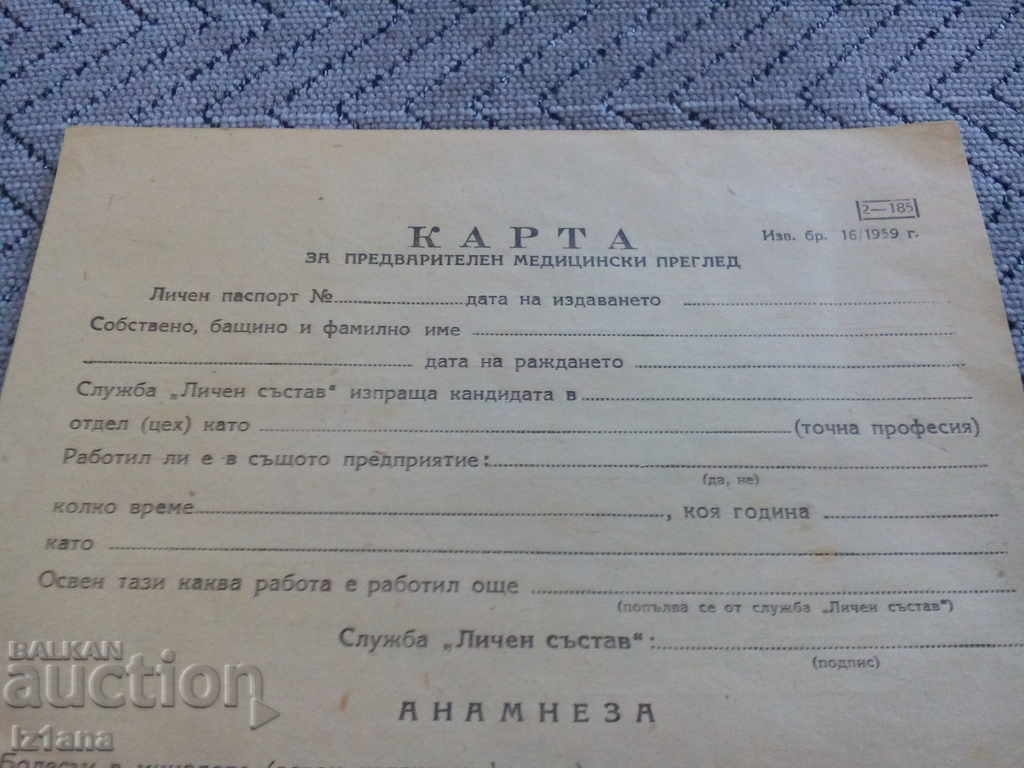 2—185
КАРТА
Изв. бр. 16/1959 г.
ЗА ПРЕДВАРИТЕЛЕН МЕДИЦИНСКИ ПРЕГЛЕД
Личен паспорт № дата на издаването
Собствено, бащино и фамилно име
дата на раждането
Служба „Личен състав" изпраща кандидата в
отдел (цех) като (точна професия)
Работил ли е в същото предприятие:
(да, не)
колко време , коя година
като
Освен тази каква работа е работил още
(попълва се от служба „Личен състав")
Служба „Личен състав":
(подпис)
АНАМНЕЗА
BALKAN
auction
iz1ana